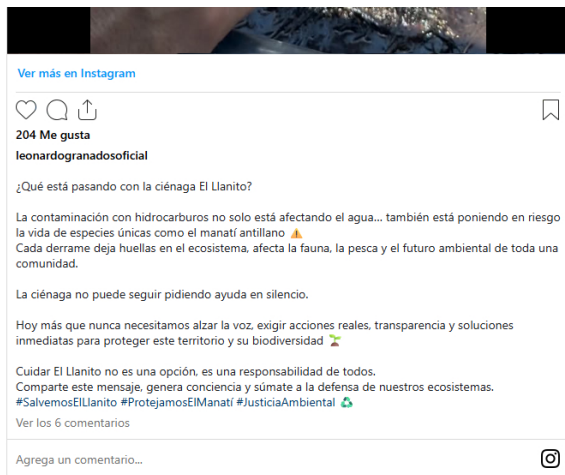 Ver más en Instagram
204 Me gusta
leonardogranadosoficial
¿Qué está pasando con la ciénaga El Llanito?
La contaminación con hidrocarburos no solo está afectando el agua... también está poniendo en riesgo
la vida de especies únicas como el manatí antillano ⚠️
Cada derrame deja huellas en el ecosistema, afecta la fauna, la pesca y el futuro ambiental de toda una
comunidad.
La ciénaga no puede seguir pidiendo ayuda en silencio.
Hoy más que nunca necesitamos alzar la voz, exigir acciones reales, transparencia y soluciones
inmediatas para proteger este territorio y su biodiversidad 🌱
Cuidar El Llanito no es una opción, es una responsabilidad de todos.
Comparte este mensaje, genera conciencia y súmate a la defensa de nuestros ecosistemas.
#SalvemosElLlanito #ProtejamosElManatí #JusticiaAmbiental ♻️
Ver los 6 comentarios
Agrega un comentario...